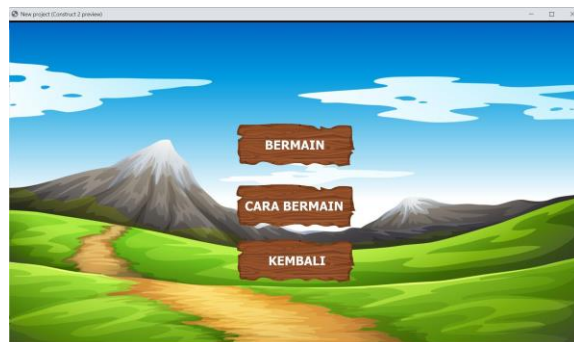 New project (Construct 2 preview)
BERMAIN
CARA BERMAIN
KEMBALI